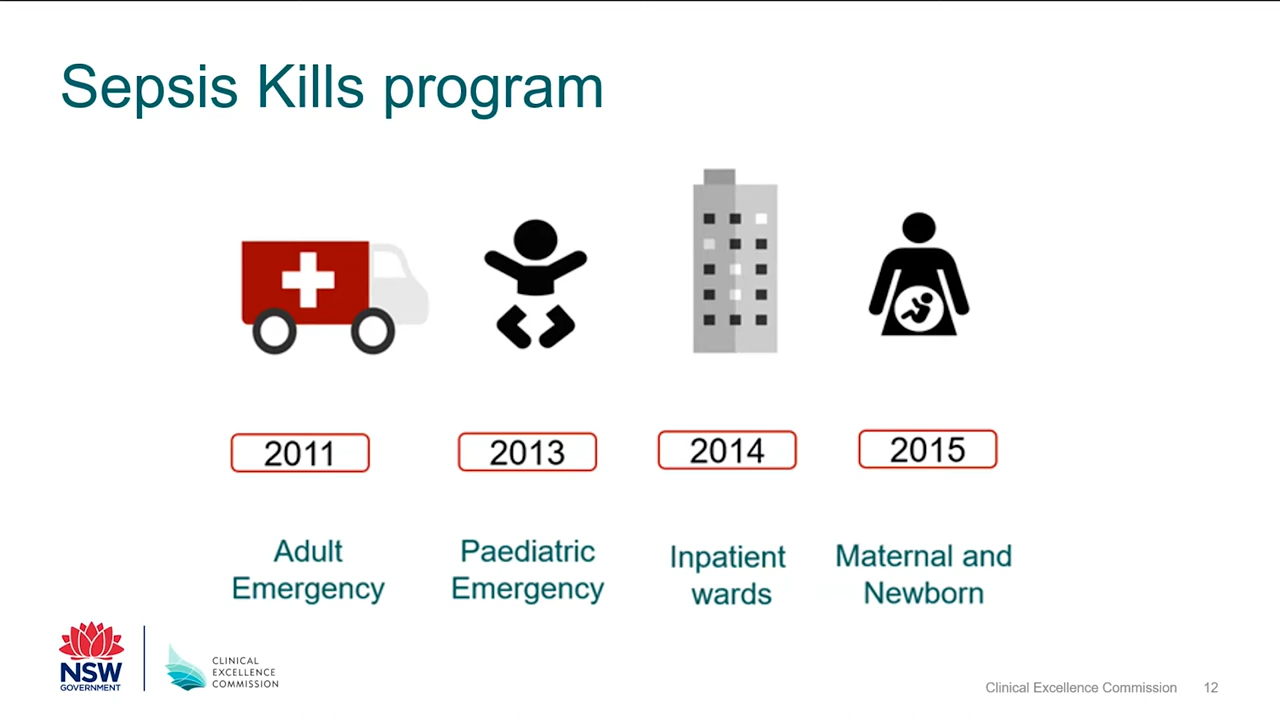 Sepsis Kills program
2011
2013
2014
2015
Adult
Emergency
Paediatric
Emergency
Inpatient
wards
Maternal and
Newborn
NSW
GOVERNMENT
CLINICAL
EXCELLENCE
COMMISSION
Clinical Excellence Commission 12